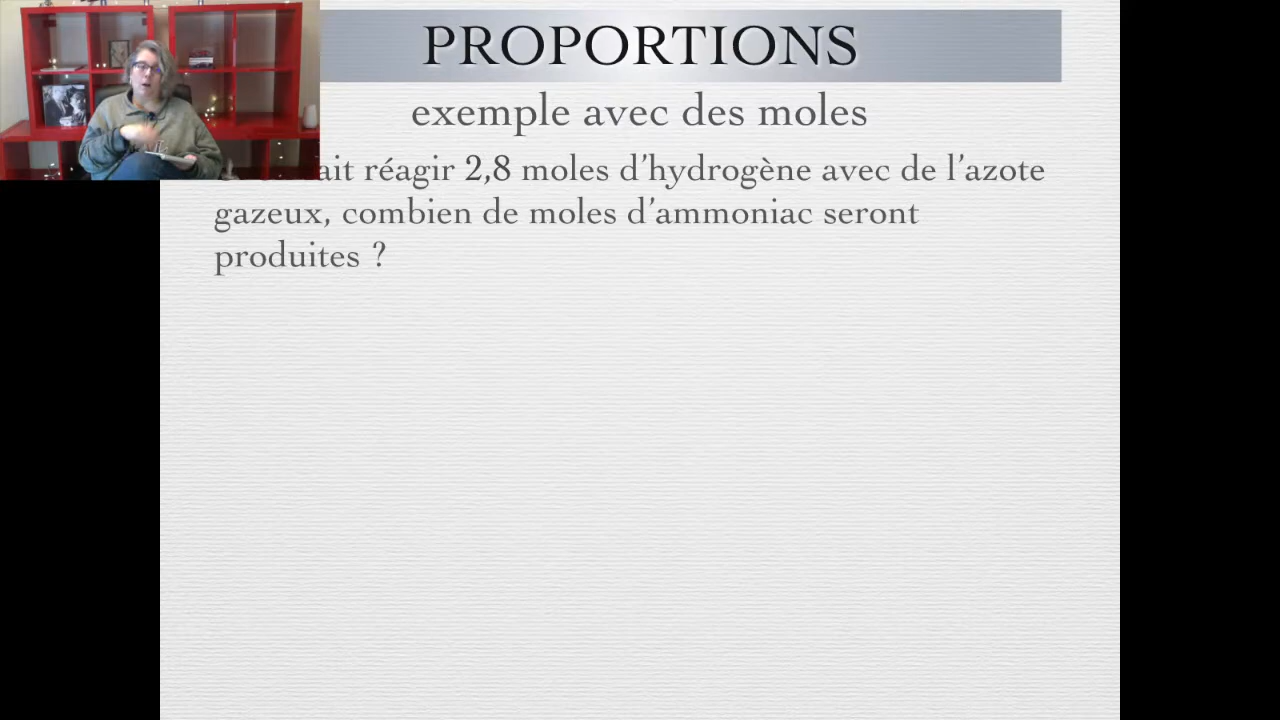 PROPORTIONS
exemple avec des moles
réagir 2,8 moles d'hydrogène avec de l'azote
gazeux, combien de moles d'ammoniac seront
produites ?